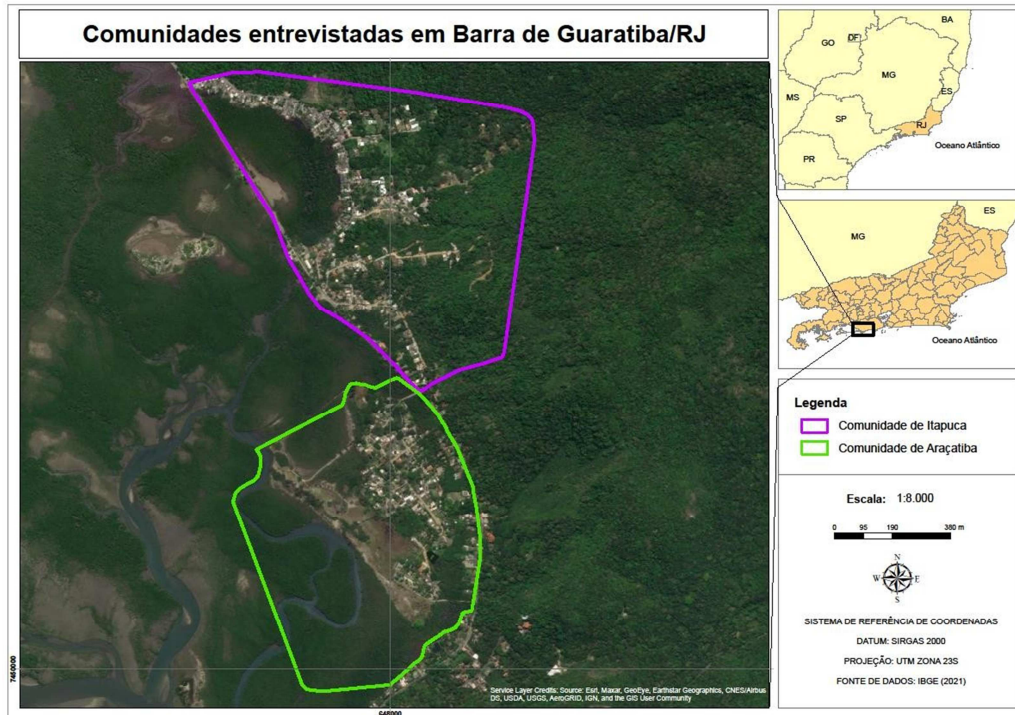 Comunidades entrevistadas em Barra de Guaratiba/RJ
BA
GO
DF
MG
ES
MS
SP
RJ
Oceano Atlântico
PR
ES
MG
Oceano Atlântico
Legenda
Comunidade de Itapuca
Comunidade de Araçatiba
Escala: 1:8.000
0 95 190 380 m
N
W E
S
SISTEMA DE REFERÊNCIA DE COORDENADAS
DATUM: SIRGAS 2000
PROJEÇÃO: UTM ZONA 23S
FONTE DE DADOS: IBGE (2021)
7450000
Service Layer Credits: Source: Esri, Maxar, GeoEye, Earthstar Geographics, CNES/Airbus
DS, USDA, USGS, AeroGRID, IGN, and the GIS User Community